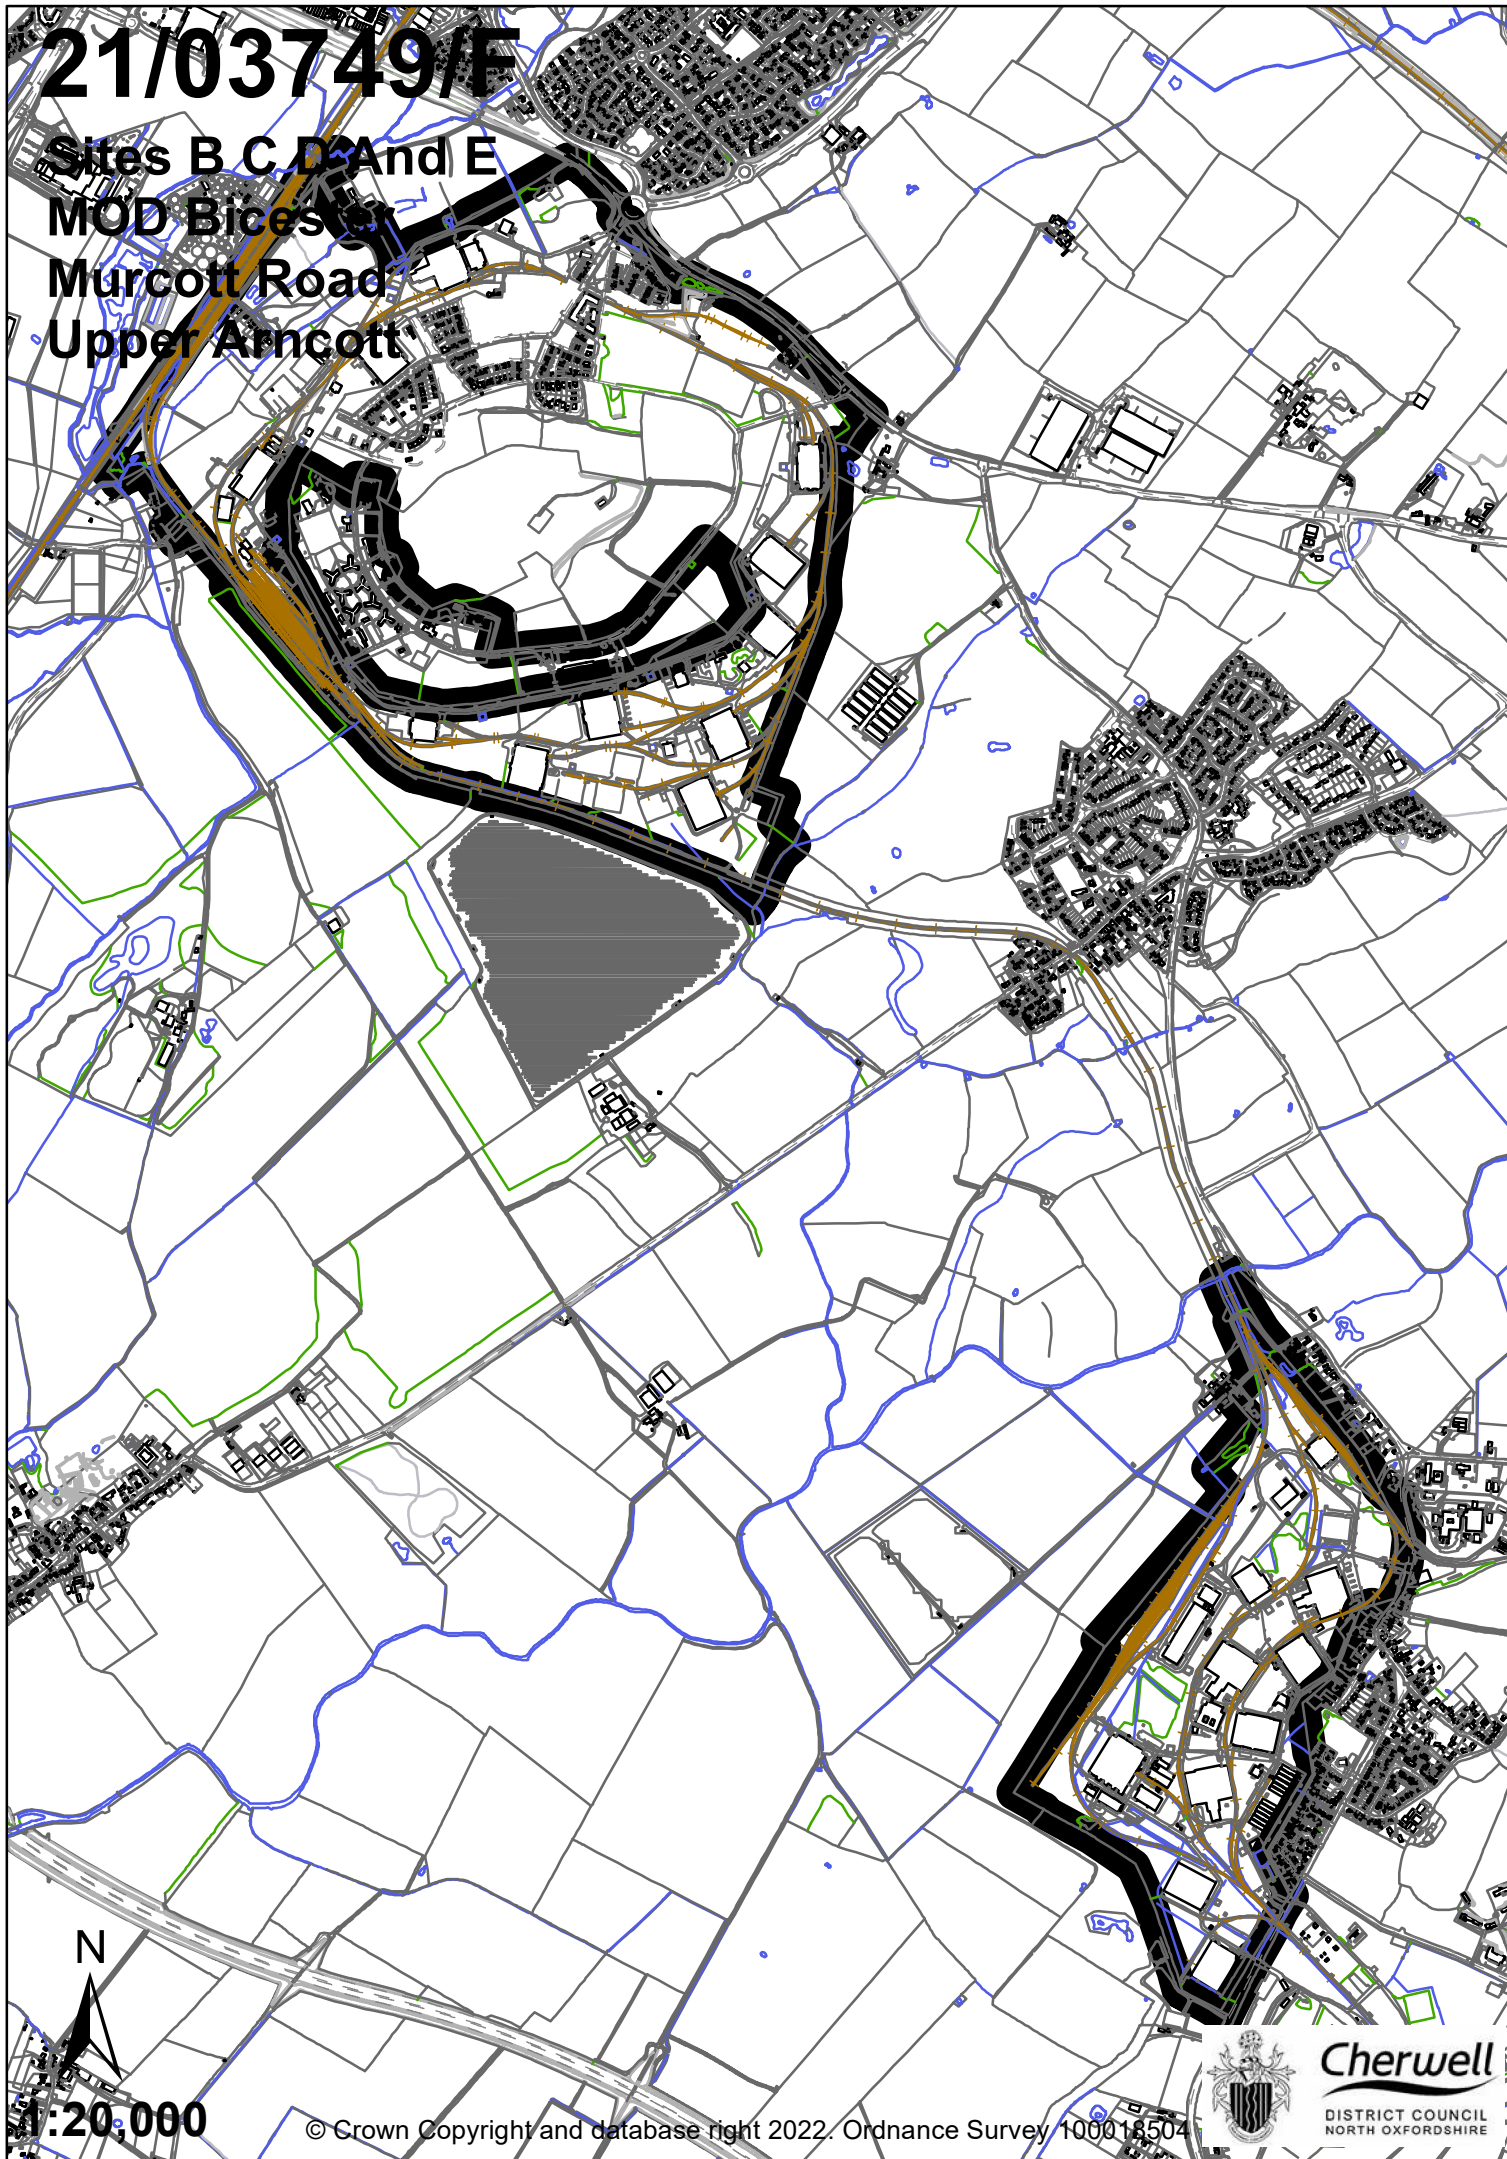 21/03749/F
Sites B C D And E
MOD Bicester
Murcott Road
Upper Arncott
N
1:20,000
© Crown Copyright and database right 2022. Ordnance Survey 100018504
Cherwell
DISTRICT COUNCIL
NORTH OXFORDSHIRE